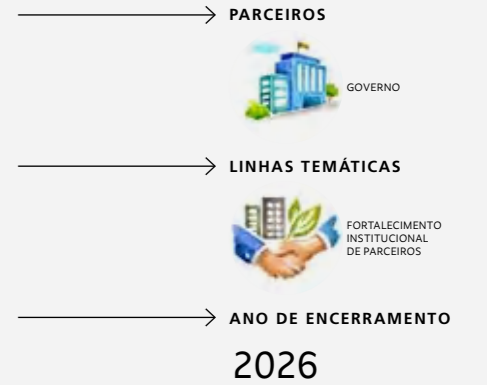 PARCEIROS
GOVERNO
LINHAS TEMÁTICAS
FORTALECIMENTO
INSTITUCIONAL
DE PARCEIROS
ANO DE ENCERRAMENTO
2026